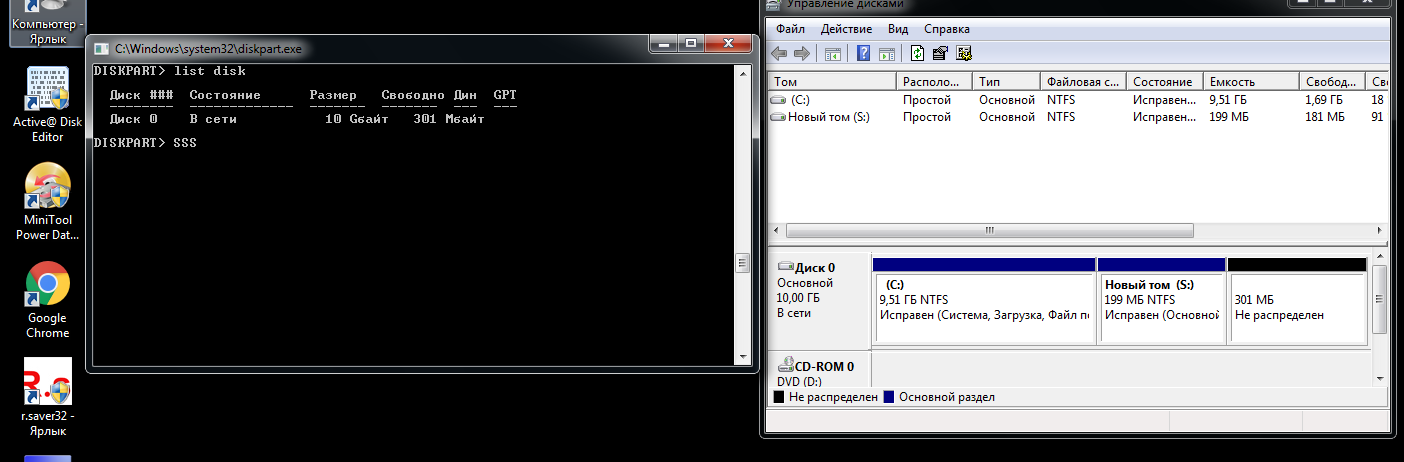 Компьютер -
Ярлык
Active@ Disk
Editor
MiniTool
Power Dat...
Google
Chrome
R.s
r.saver32 -
Ярлык
C:\Windows\system32\diskpart.exe
DISKPART> list disk
Диск ### Состояние Размер Свободно Дин GPT
-------- ------------- ------- ------- --- ---
Диск 0 В сети 10 Gбайт 301 Mбайт
DISKPART> SSS
Управление дисками
Файл Действие Вид Справка
Том Располо... Тип Файловая с... Состояние Емкость Свобод... Св
(C:) Простой Основной NTFS Исправен... 9,51 ГБ 1,69 ГБ 18
Новый том (S:) Простой Основной NTFS Исправен... 199 МБ 181 МБ 91
Диск 0
Основной
10,00 ГБ
В сети
(C:)
9,51 ГБ NTFS
Исправен (Система, Загрузка, Файл п
Новый том (S:)
199 МБ NTFS
Исправен (Основной
301 МБ
Не распределен
CD-ROM 0
DVD (D:)
Не распределен Основной раздел